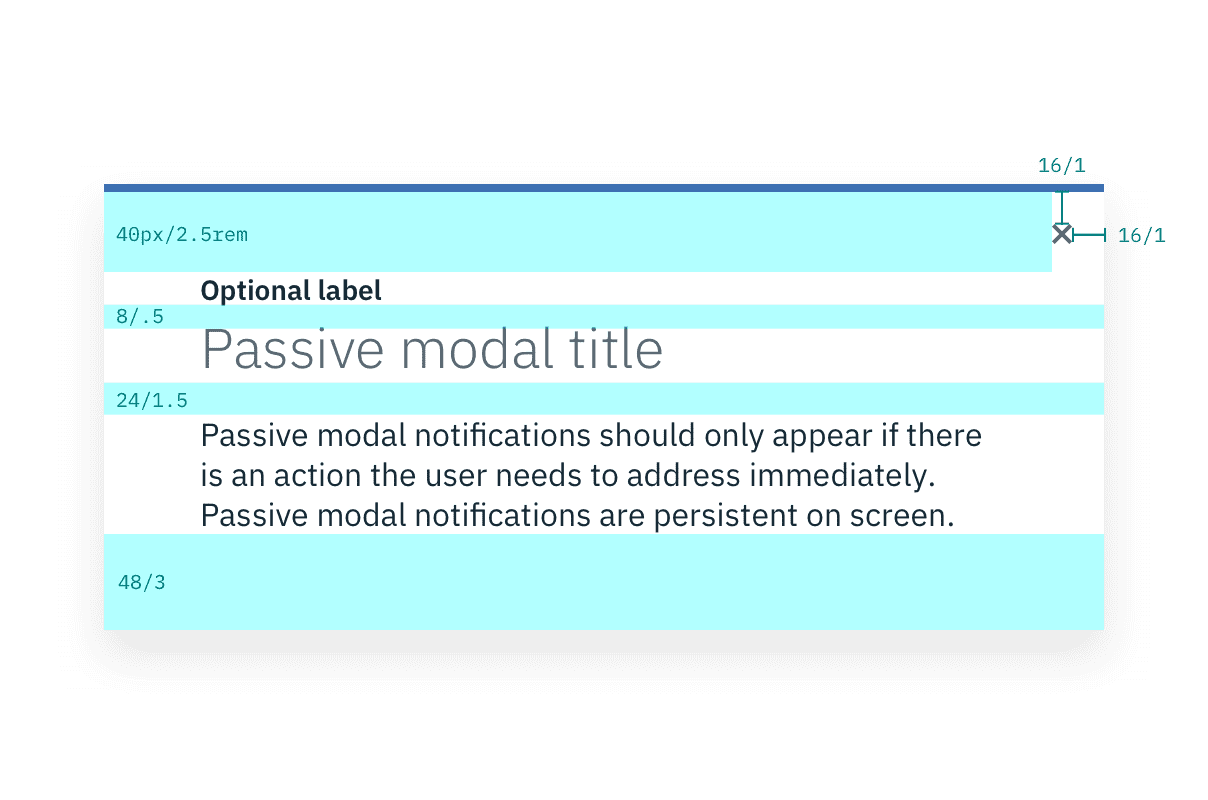 16/1
40px/2.5rem
16/1
Optional label
8/.5
Passive modal title
24/1.5
Passive modal notifications should only appear if there
is an action the user needs to address immediately.
Passive modal notifications are persistent on screen.
48/3